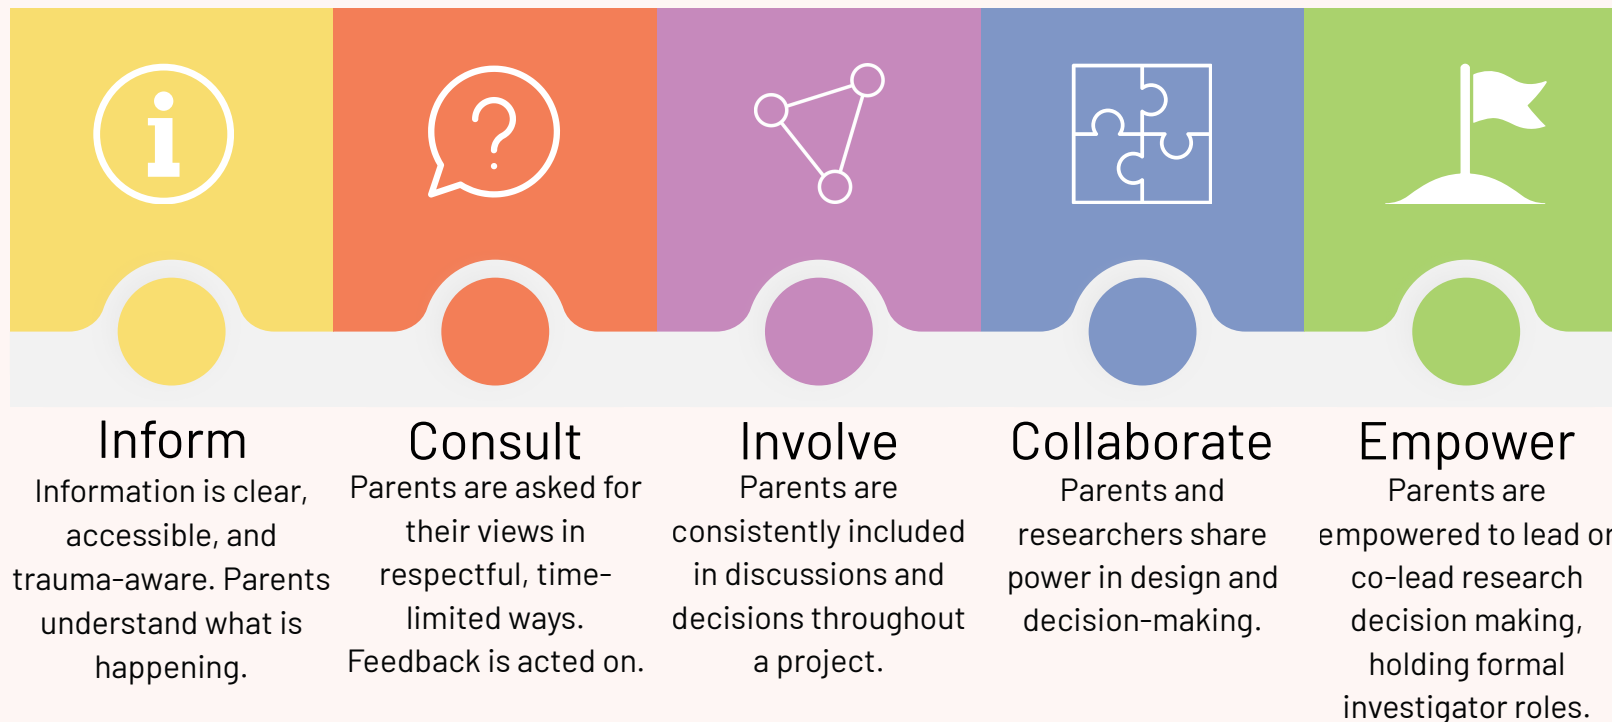 Inform
Information is clear,
accessible, and
trauma-aware. Parents
understand what is
happening.
Consult
Parents are asked for
their views in
respectful, time-
limited ways.
Feedback is acted on.
Involve
Parents are
consistently included
in discussions and
decisions throughout
a project.
Collaborate
Parents and
researchers share
power in design and
decision-making.
Empower
Parents are
empowered to lead or
co-lead research
decision making,
holding formal
investigator roles.